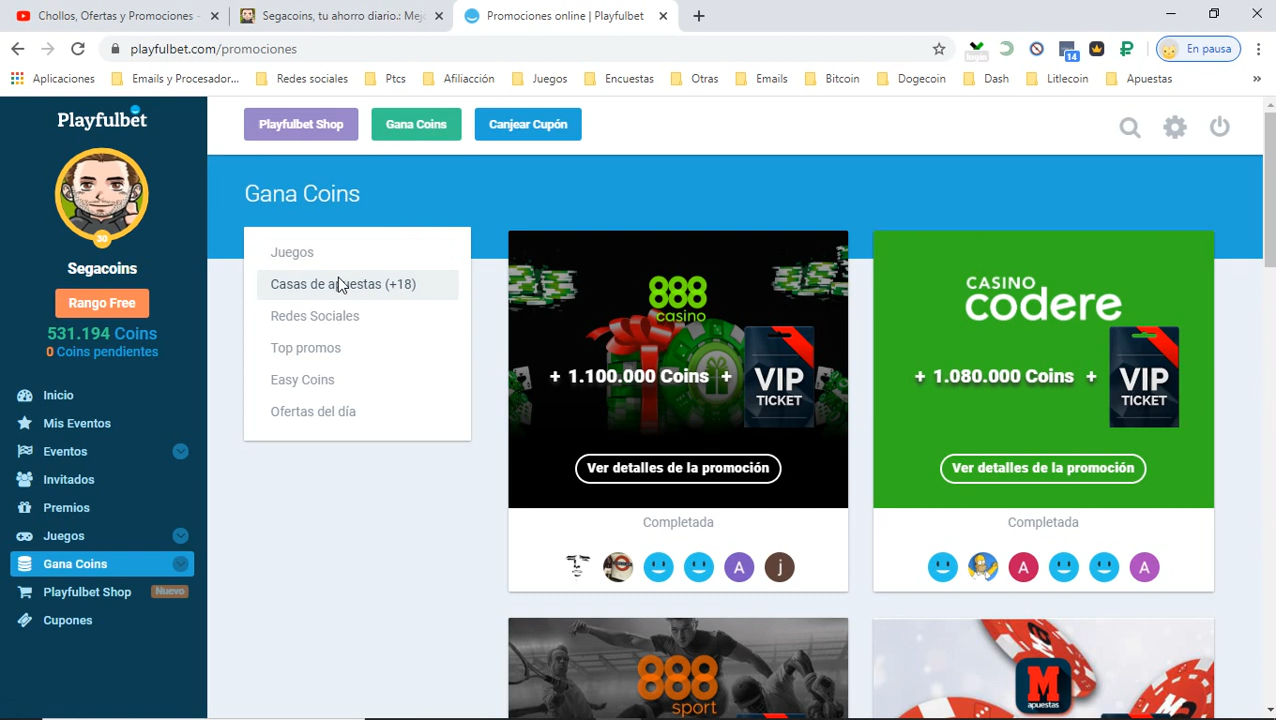 Chollos, Ofertas y Promociones -
Segacoins, tu ahorro diario.: Mejo
Promociones online | Playfulbet
playfulbet.com/promociones
14
En pausa
Aplicaciones
Emails y Procesador...
Redes sociales
Ptcs
Afiliacción
Juegos
Encuestas
Otras
Emails
Bitcoin
Dogecoin
Dash
Litlecoin
Apuestas
»
Playfulbet
Playfulbet Shop
Gana Coins
Canjear Cupón
30
Segacoins
Rango Free
531.194 Coins
0 Coins pendientes
Inicio
Mis Eventos
Eventos
Invitados
Premios
Juegos
Gana Coins
Playfulbet Shop
Nuevo
Cupones
Gana Coins
Juegos
Casas de apuestas (+18)
Redes Sociales
Top promos
Easy Coins
Ofertas del día
888
casino
+ 1.100.000 Coins +
VIP
TICKET
Ver detalles de la promoción
Completada
A
j
CASINO
codere
+ 1.080.000 Coins +
VIP
TICKET
Ver detalles de la promoción
Completada
A
A
888
sport
M
apuestas